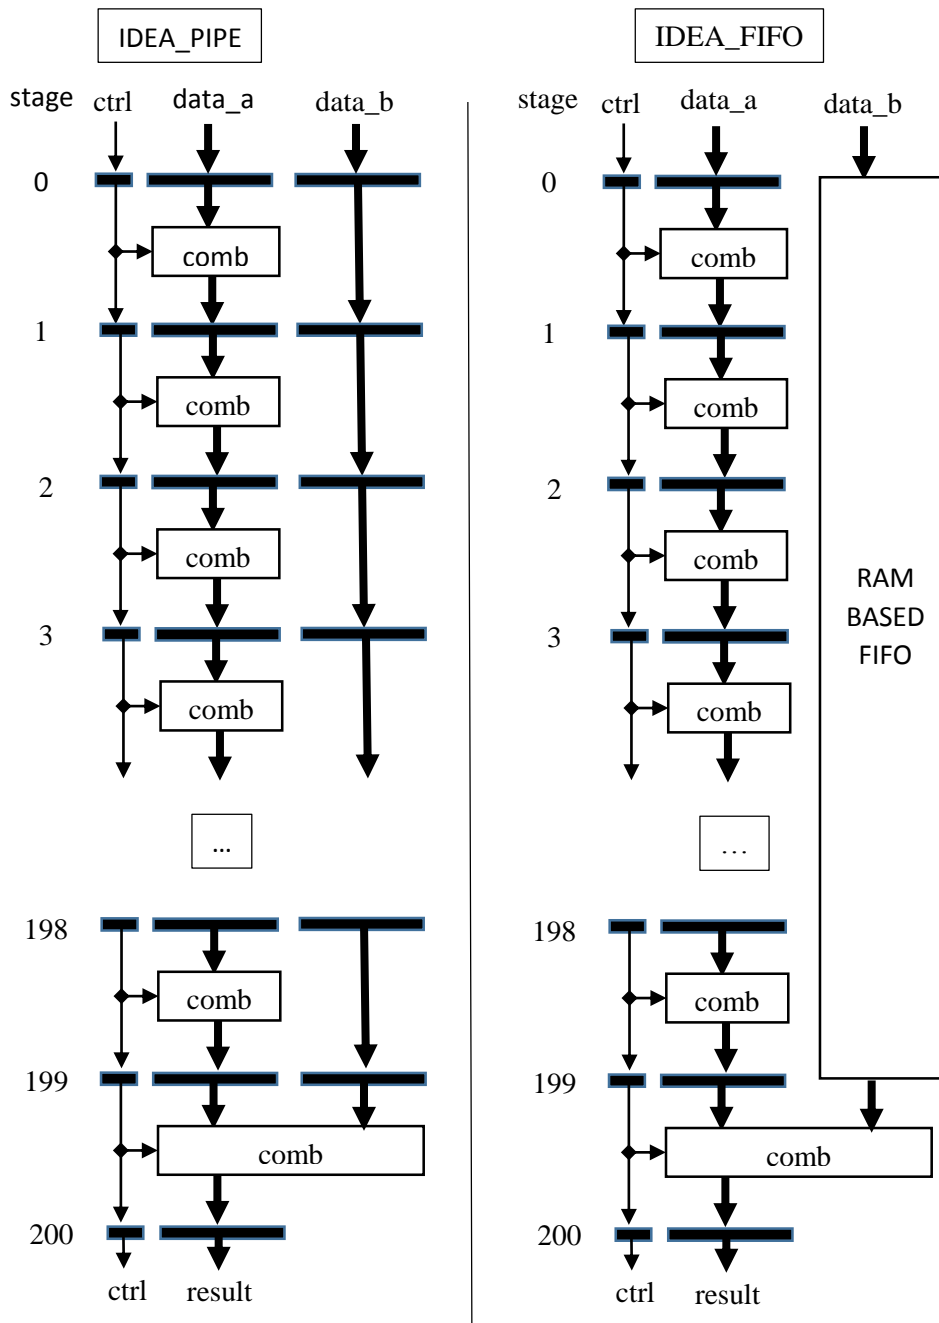 IDEA_PIPE
stage ctrl data_a data_b
0
comb
1
comb
2
comb
3
comb
...
198
comb
199
comb
200
ctrl result
IDEA_FIFO
stage ctrl data_a data_b
0
comb
1
comb
2
comb
3
comb
RAM
BASED
FIFO
...
198
comb
199
comb
200
ctrl result